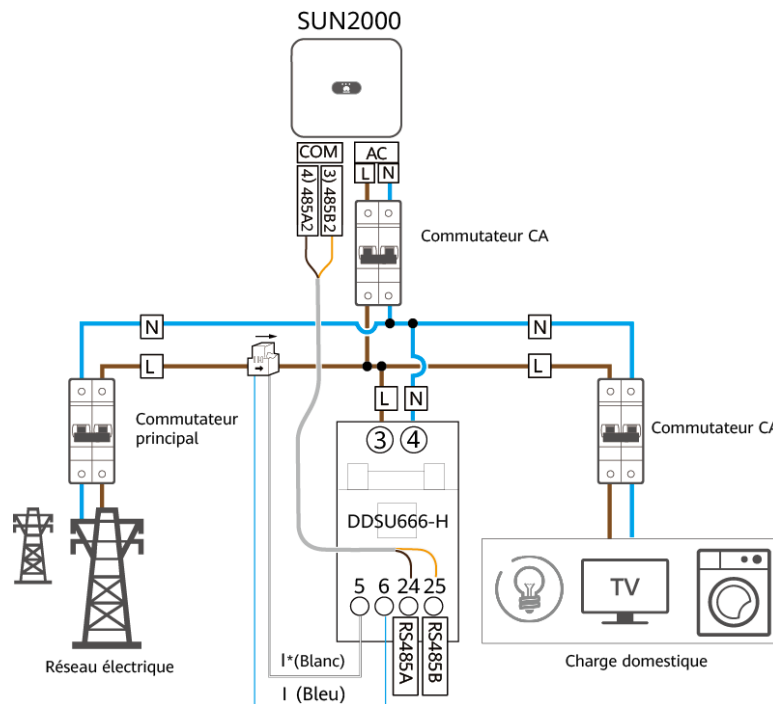 SUN2000
COM
AC
L
N
4) 485A2
3) 485B2
Commutateur CA
N
N
L
L
L
N
Commutateur
principal
Commutateur CA
3
4
DDSU666-H
TV
5
6
24
25
RS485A
RS485B
Réseau électrique
I*(Blanc)
I (Bleu)
Charge domestique